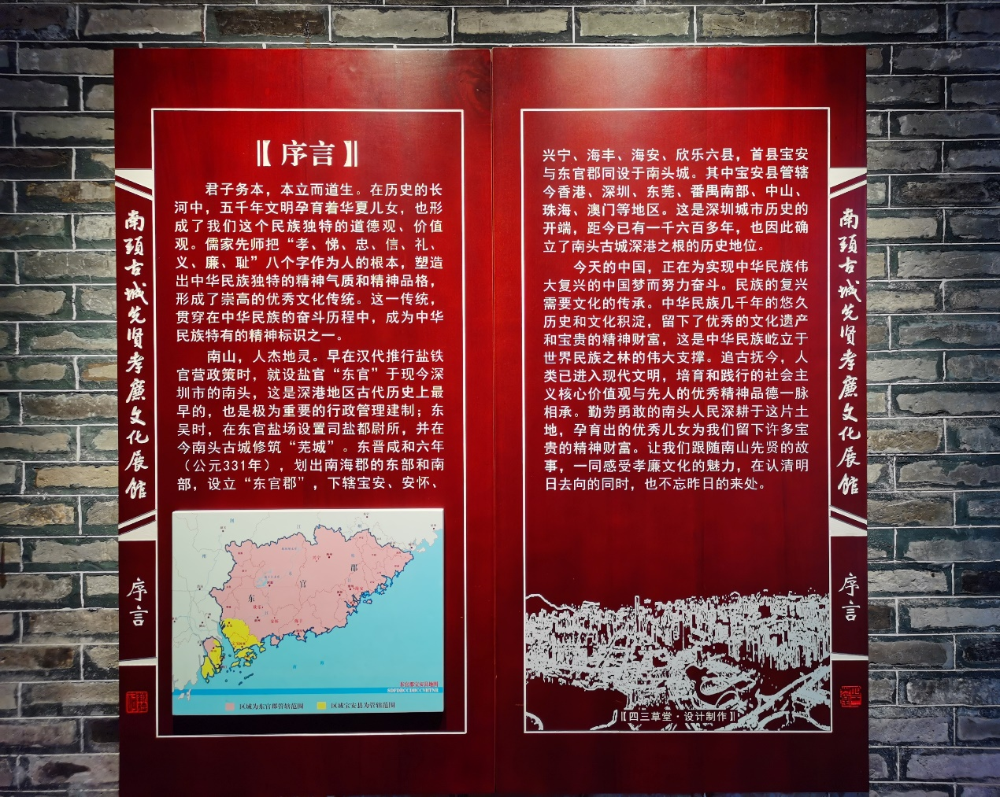 【序言】
君子务本，本立而道生。在历史的长
河中，五千年文明孕育着华夏儿女，也形
成了我们这个民族独特的道德观、价值
观。儒家先师把“孝、悌、忠、信、礼、
义、廉、耻”八个字作为人的根本，塑造
出中华民族独特的精神气质和精神品格，
形成了崇高的优秀文化传统。这一传统，
贯穿在中华民族的奋斗历程中，成为中华
民族特有的精神标识之一。
南山，人杰地灵。早在汉代推行盐铁
官营政策时，就设盐官“东官”于现今深
圳市的南头，这是深港地区古代历史上最
早的，也是极为重要的行政管理建制；东
吴时，在东官盐场设置司盐都尉所，并在
今南头古城修筑“芜城”。东晋咸和六年
（公元331年），划出南海郡的东部和南
部，设立“东官郡”，下辖宝安、安怀、
兴宁、海丰、海安、欣乐六县，首县宝安
与东官郡同设于南头城。其中宝安县管辖
今香港、深圳、东莞、番禺南部、中山、
珠海、澳门等地区。这是深圳城市历史的
开端，距今已有一千六百多年，也因此确
立了南头古城深港之根的历史地位。
今天的中国，正在为实现中华民族伟
大复兴的中国梦而努力奋斗。民族的复兴
需要文化的传承。中华民族几千年的悠久
历史和文化积淀，留下了优秀的文化遗产
和宝贵的精神财富，这是中华民族屹立于
世界民族之林的伟大支撑。追古抚今，人
类已进入现代文明，培育和践行的社会主
义核心价值观与先人的优秀精神品德一脉
相承。勤劳勇敢的南头人民深耕于这片土
地，孕育出的优秀儿女为我们留下许多宝
贵的精神财富。让我们跟随南山先贤的故
事，一同感受孝廉文化的魅力，在认清明
日去向的同时，也不忘昨日的来处。
南頭古城先贤孝廉文化展館
序言
南頭古城先贤孝廉文化展館
序言
东 官 郡
东官郡宝安县地图
区域为东官郡管辖范围
区域宝安县为管辖范围
【四三草堂·设计制作】